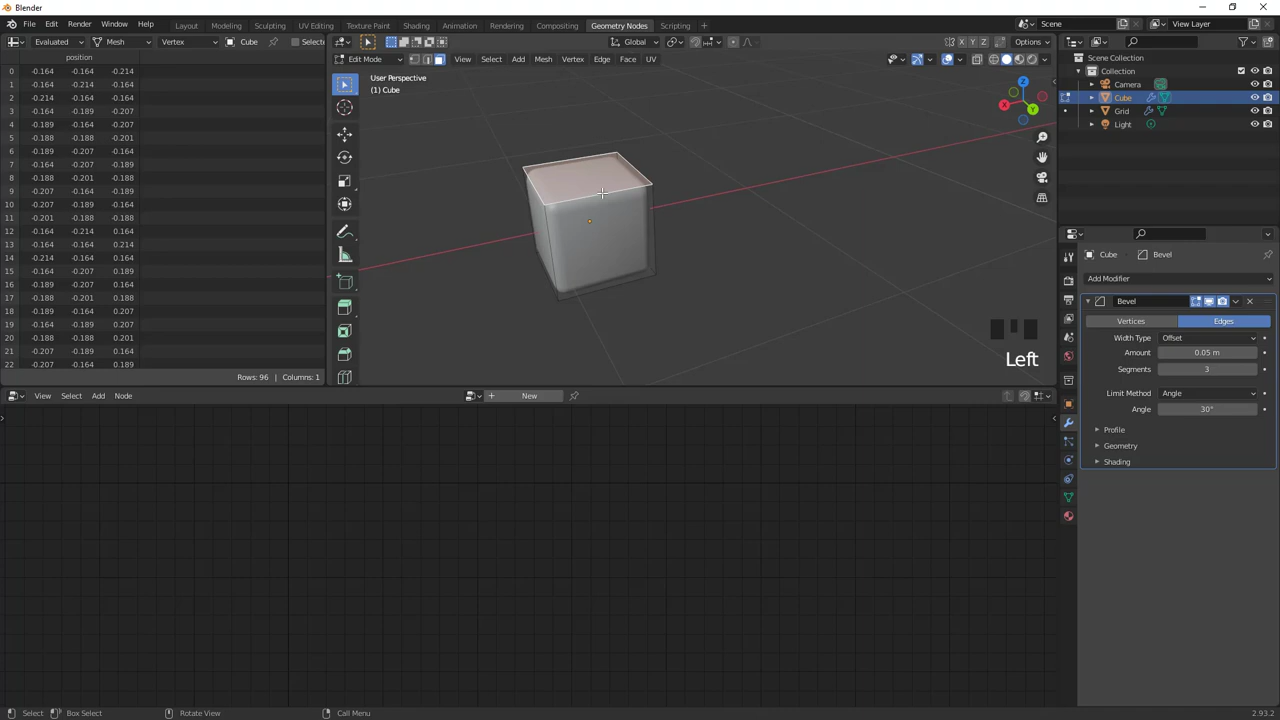 Blender
File Edit Render Window Help Layout Modeling Sculpting UV Editing Texture Paint Shading Animation Rendering Compositing Geometry Nodes Scripting + Scene View Layer
Evaluated Mesh Vertex Cube Selecte Global X Y Z Options
position Edit Mode View Select Add Mesh Vertex Edge Face UV Scene Collection
0 -0.164 -0.164 -0.214
1 -0.164 -0.214 -0.164
2 -0.214 -0.164 -0.164
3 -0.164 -0.189 -0.207
4 -0.189 -0.164 -0.207
5 -0.188 -0.188 -0.201
6 -0.207 -0.164 -0.189
7 -0.164 -0.207 -0.189
8 -0.188 -0.201 -0.188
9 -0.207 -0.189 -0.164
10 -0.189 -0.207 -0.164
11 -0.201 -0.188 -0.188
12 -0.164 -0.214 0.164
13 -0.164 -0.164 0.214
14 -0.214 -0.164 0.164
15 -0.164 -0.207 0.189
16 -0.189 -0.207 0.164
17 -0.188 -0.201 0.188
18 -0.164 -0.189 0.207
19 -0.189 -0.164 0.207
20 -0.188 -0.188 0.201
21 -0.207 -0.189 0.164
22 -0.207 -0.164 0.189
Rows: 96 | Columns: 1
User Perspective
(1) Cube
X Y Z
Left
Collection
Camera
Cube
Grid
Light
Cube Bevel
Add Modifier
Bevel
Vertices Edges
Width Type Offset
Amount 0.05 m
Segments 3
Limit Method Angle
Angle 30°
Profile
Geometry
Shading
View Select Add Node + New
Select Box Select Rotate View Call Menu 2.93.2